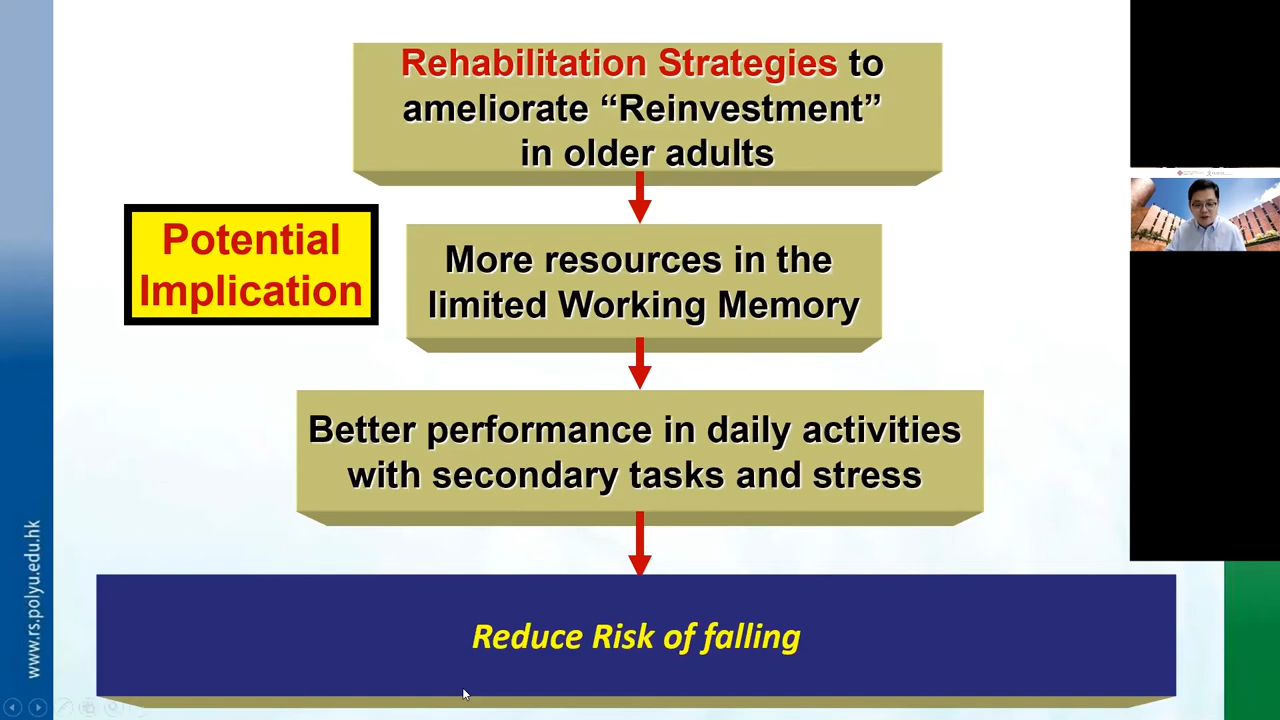 Rehabilitation Strategies to
ameliorate “Reinvestment”
in older adults
Potential
Implication
More resources in the
limited Working Memory
Better performance in daily activities
with secondary tasks and stress
Reduce Risk of falling
www.rs.polyu.edu.hk